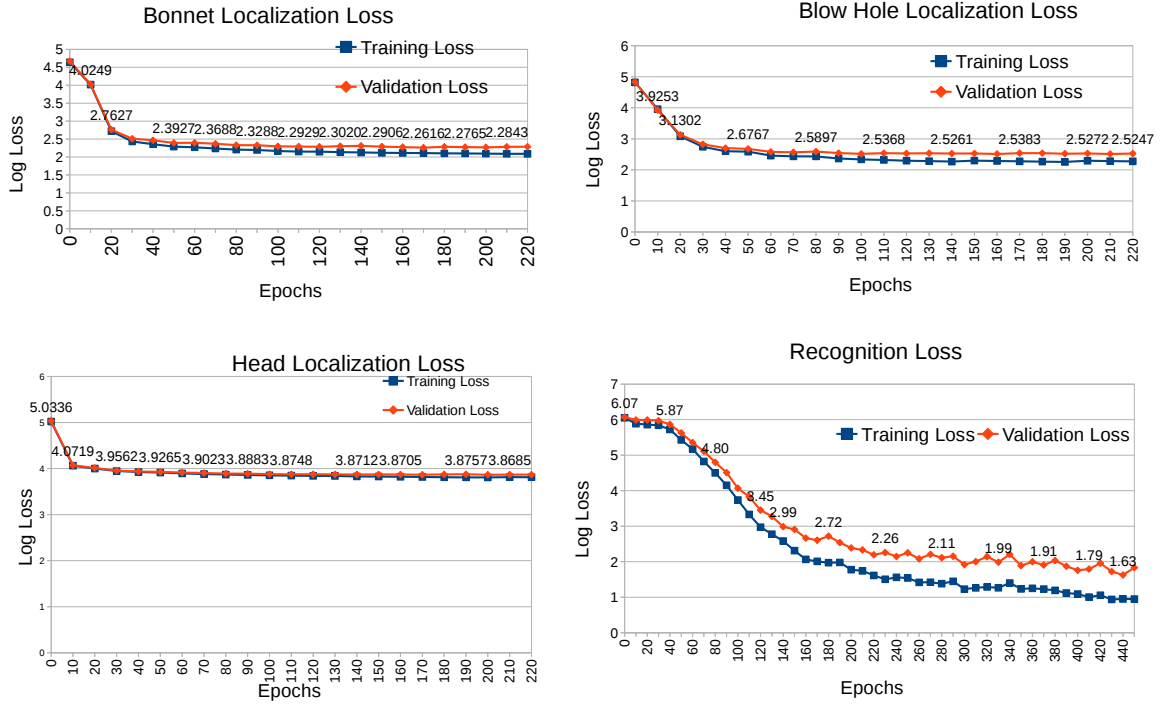 Bonnet Localization Loss
Training Loss
Validation Loss
5
4.5
4
3.5
3
2.5
2
1.5
1
0.5
0
4.0249
2.7627
2.3927 2.3688 2.3288 2.2929 2.3020 2.2906 2.2616 2.2765 2.2843
Log Loss
0 20 40 60 80 100 120 140 160 180 200 220
Epochs
Blow Hole Localization Loss
Training Loss
Validation Loss
6
5
4
3
2
1
0
3.9253
3.1302
2.6767 2.5897 2.5368 2.5261 2.5383 2.5272 2.5247
Log Loss
0 10 20 30 40 50 60 70 80 90 100 110 120 130 140 150 160 170 180 190 200 210 220
Epochs
Head Localization Loss
Training Loss
Validation Loss
6
5
4
3
2
1
0
5.0336
4.0719 3.9562 3.9265 3.9023 3.8883 3.8748 3.8712 3.8705 3.8757 3.8685
Log Loss
0 10 20 30 40 50 60 70 80 90 100 110 120 130 140 150 160 170 180 190 200 210 220
Epochs
Recognition Loss
Training Loss Validation Loss
7
6
5
4
3
2
1
0
6.07 5.87
4.80
3.45
2.99
2.72
2.26 2.11 1.99 1.91 1.79 1.63
Log Loss
0 20 40 60 80 100 120 140 160 180 200 220 240 260 280 300 320 340 360 380 400 420 440
Epochs